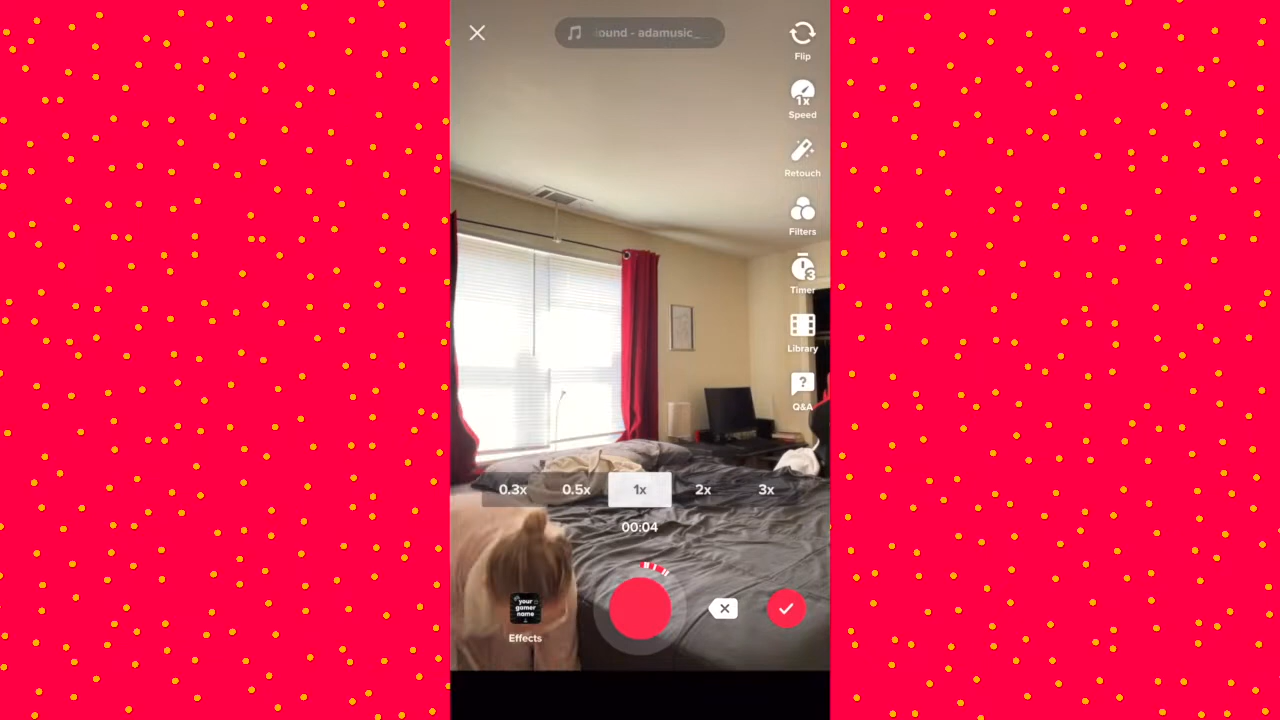 ound - adamusic_
Flip
1x
Speed
Retouch
Filters
3
Timer
Library
?
Q&A
0.3x
0.5x
1x
2x
3x
00:04
your
gamer
name
Effects